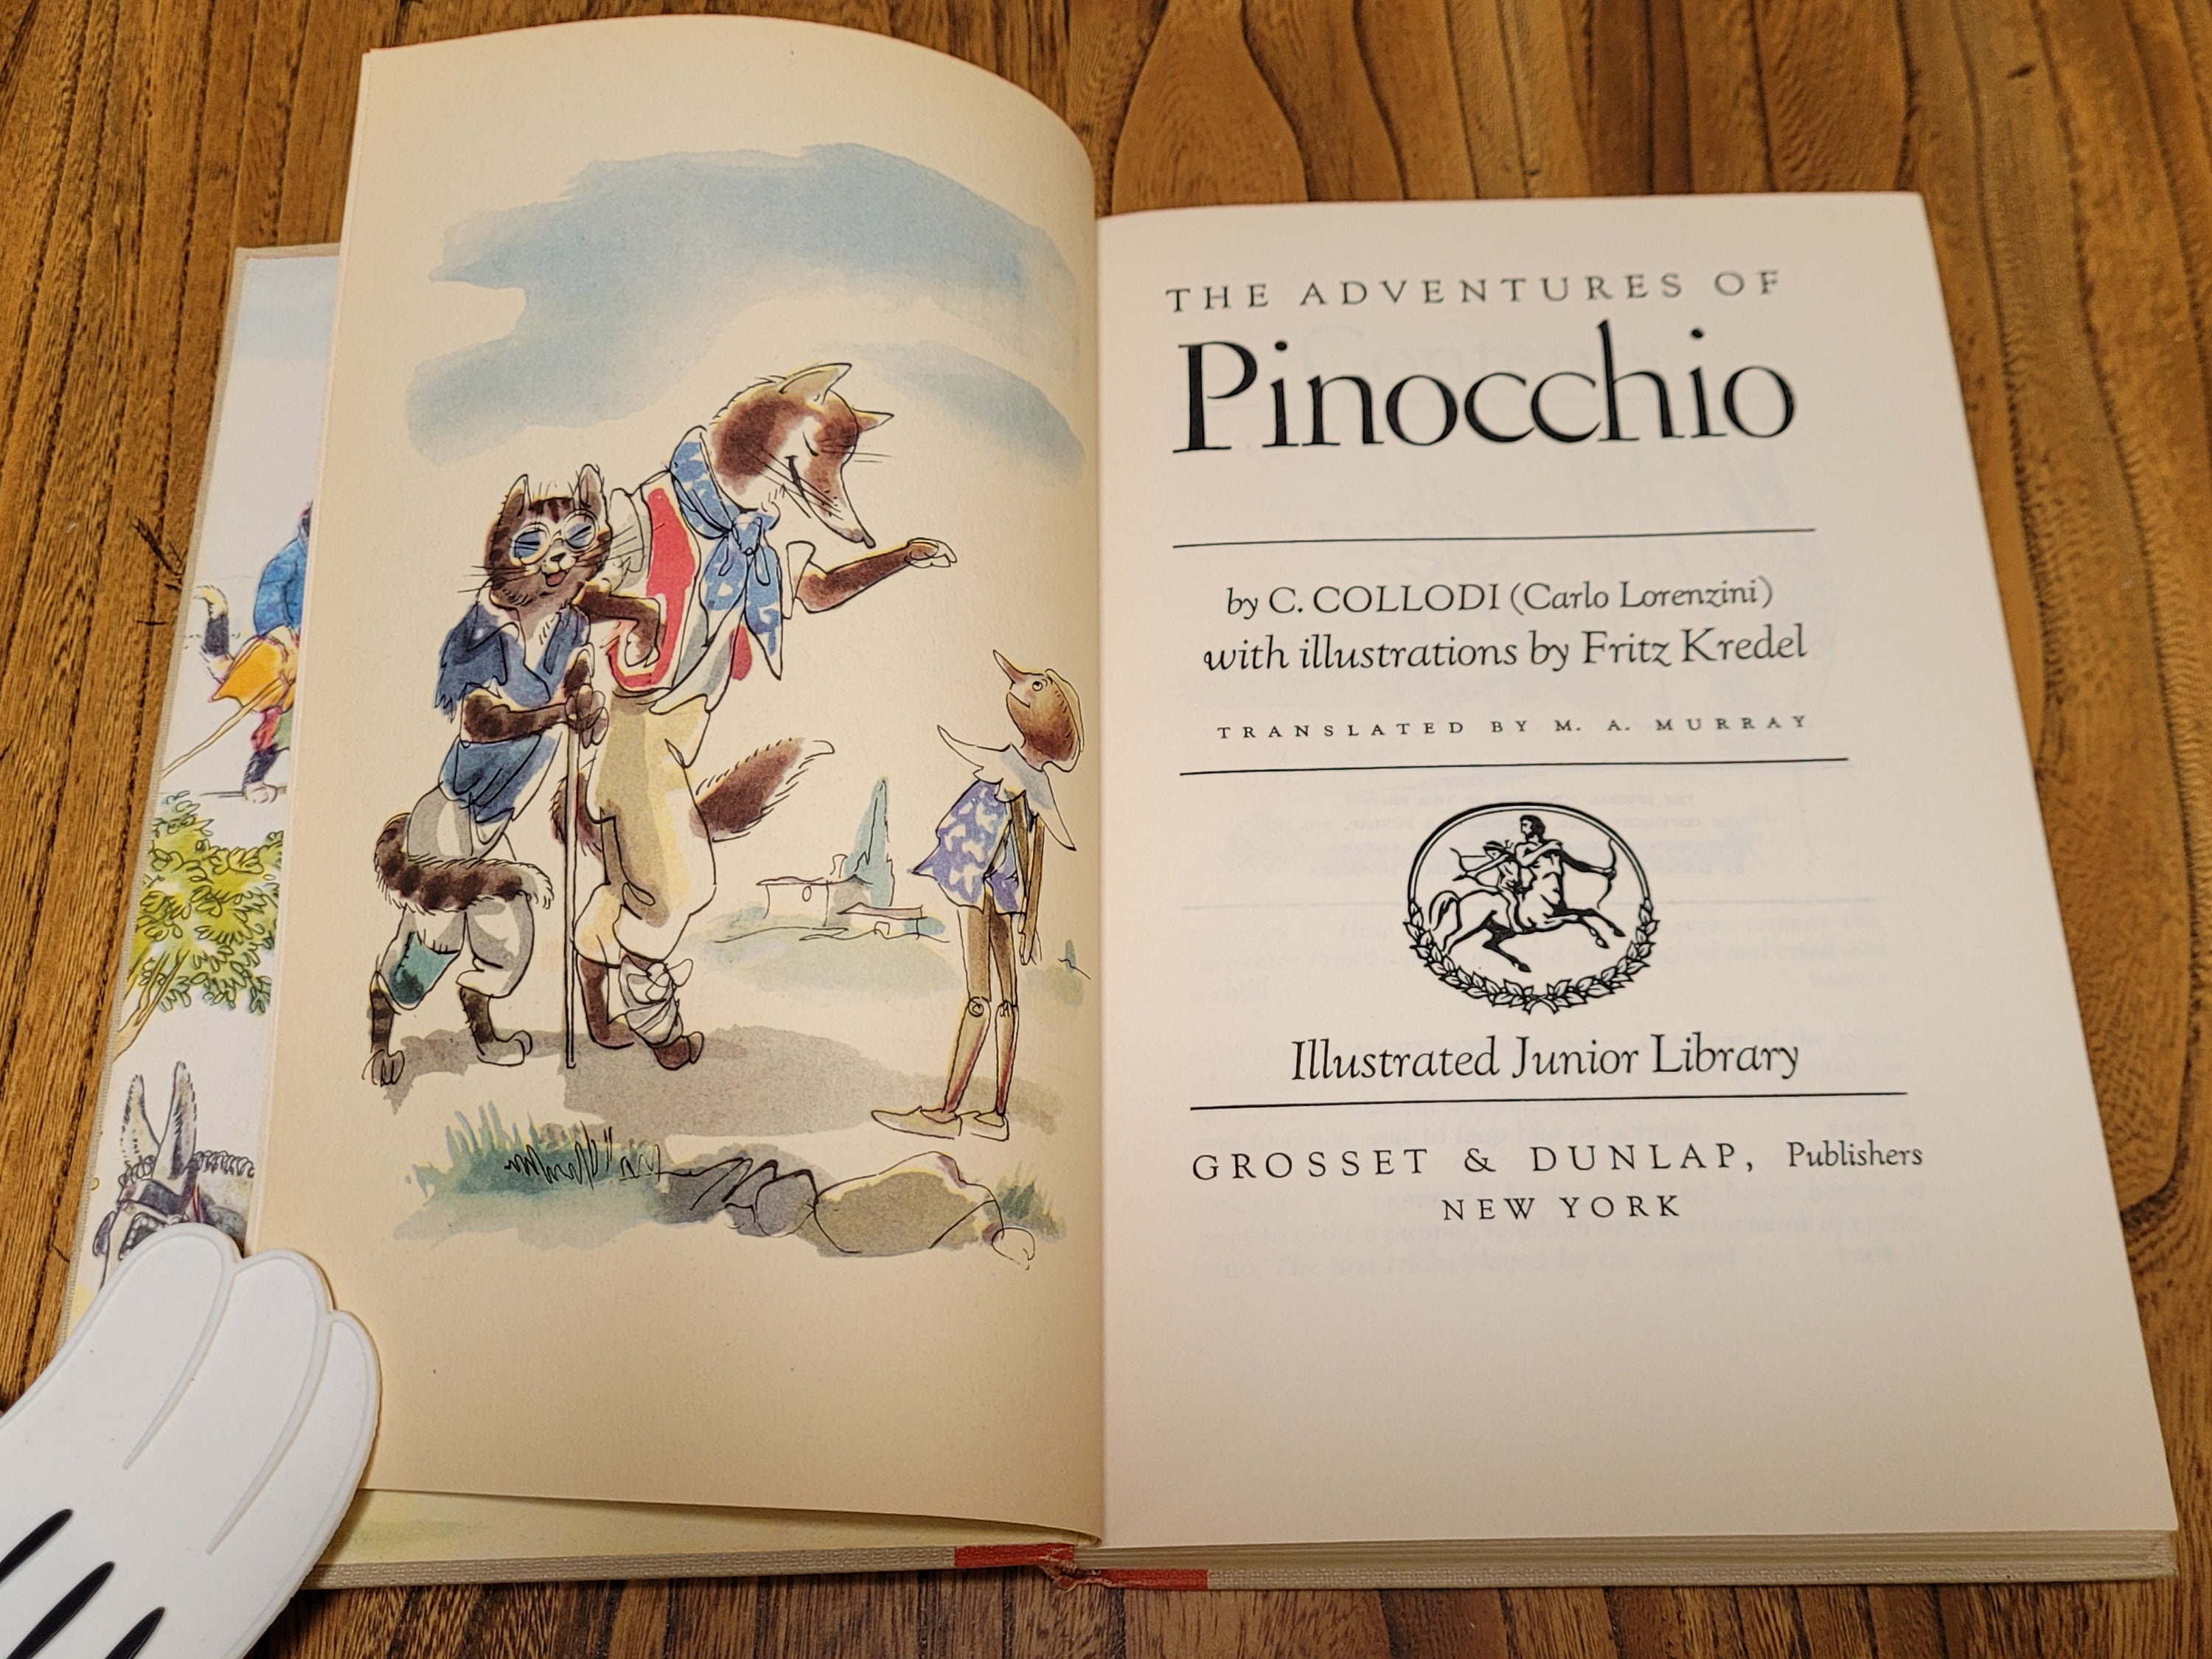 THE ADVENTURES OF
Pinocchio
by C. COLLODI (Carlo Lorenzini)
with illustrations by Fritz Kredel
TRANSLATED BY M. A. MURRAY
Illustrated Junior Library
GROSSET & DUNLAP, Publishers
NEW YORK